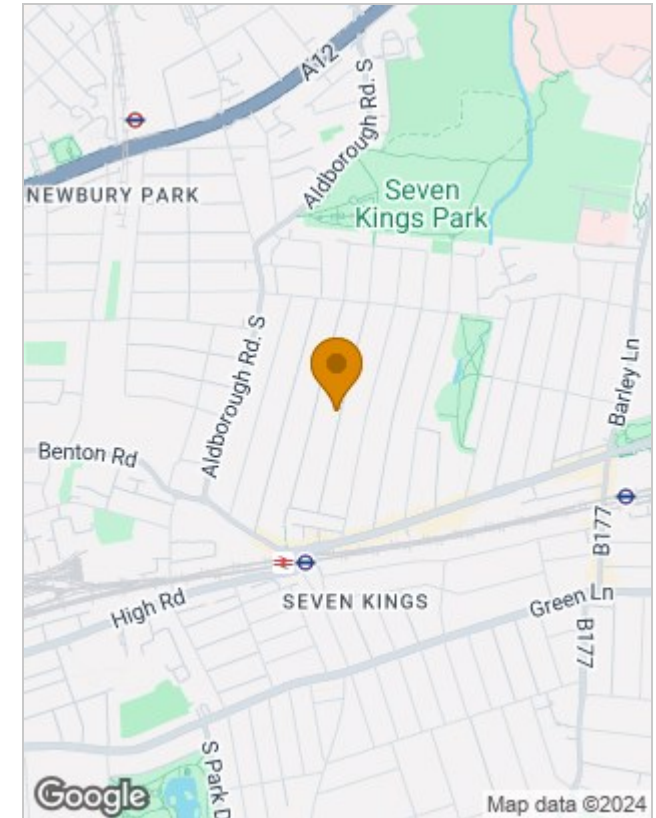 A12
Aldborough Rd. S
NEWBURY PARK
Seven
Kings Park
Aldborough Rd. S
Barley Ln
Benton Rd
B177
High Rd
SEVEN KINGS
Green Ln
B177
S Park D
Google
Map data ©2024